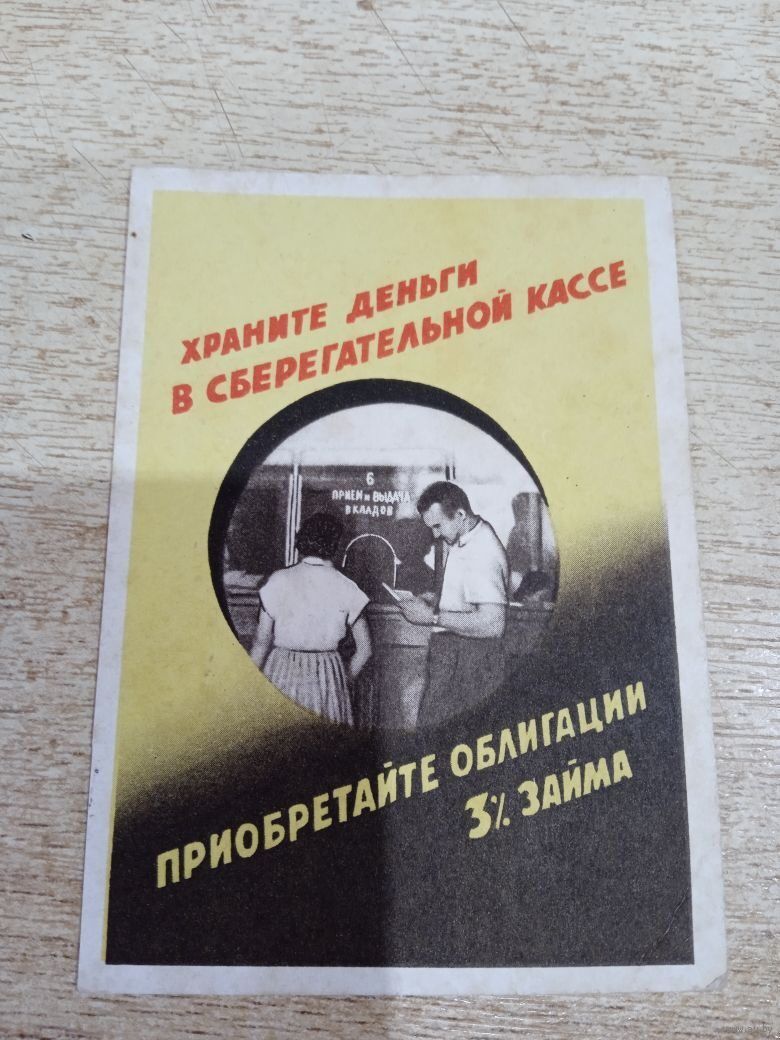 ХРАНИТЕ ДЕНЬГИ
В СБЕРЕГАТЕЛЬНОЙ КАССЕ
6
ПРИЕМ и ВЫДАЧА
ВКЛАДОВ
ПРИОБРЕТАЙТЕ ОБЛИГАЦИИ
3% ЗАЙМА